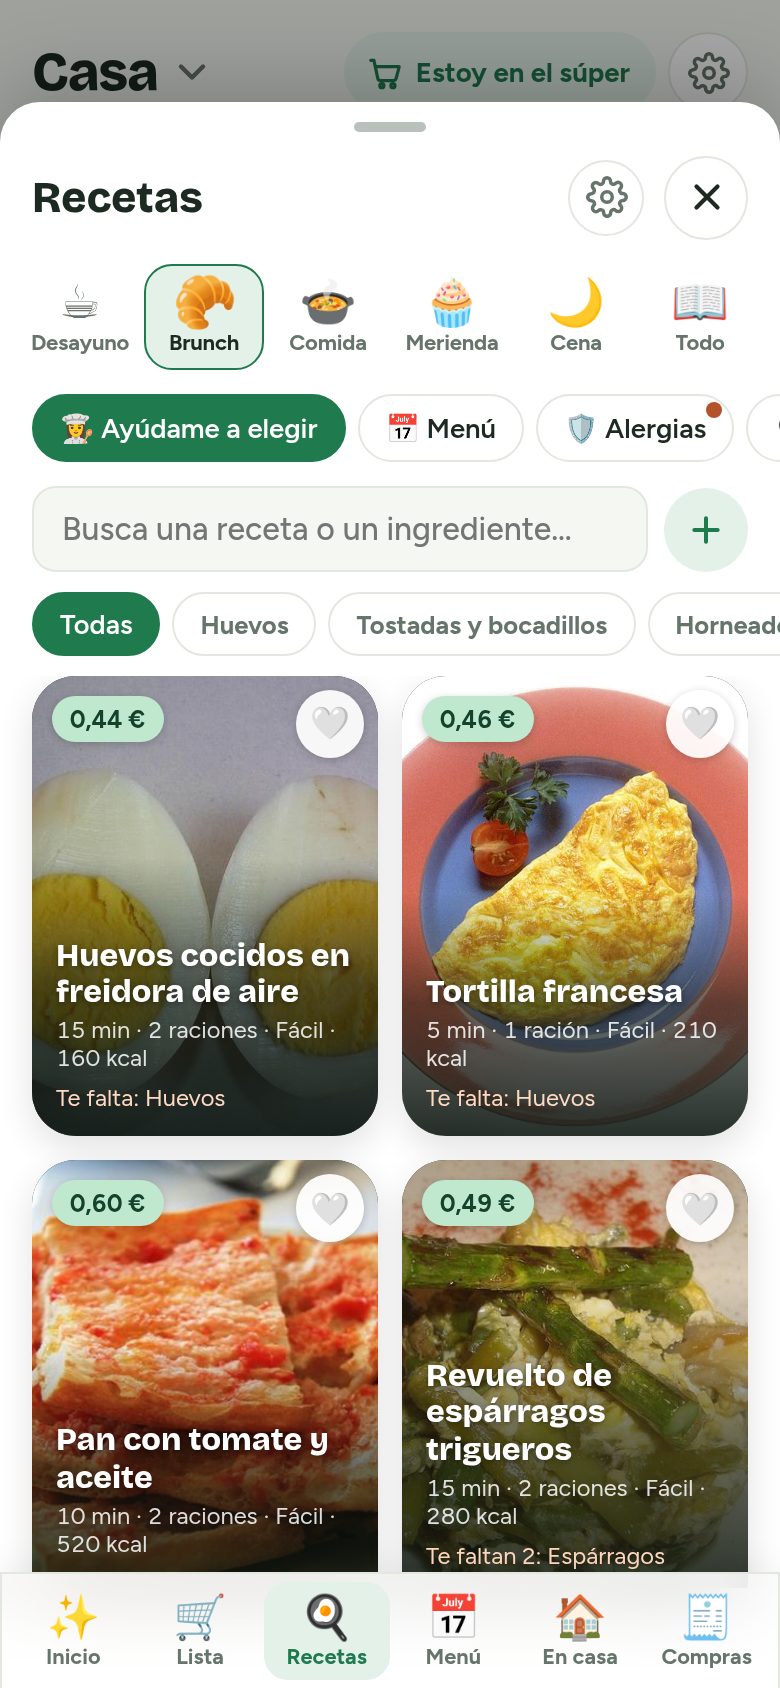 Casa
Estoy en el súper
Recetas
Desayuno
Brunch
Comida
Merienda
Cena
Todo
Ayúdame a elegir
Menú
Alergias
Busca una receta o un ingrediente...
Todas
Huevos
Tostadas y bocadillos
Hornead
0,44 €
Huevos cocidos en
freidora de aire
15 min · 2 raciones · Fácil ·
160 kcal
Te falta: Huevos
0,46 €
Tortilla francesa
5 min · 1 ración · Fácil · 210
kcal
Te falta: Huevos
0,60 €
Pan con tomate y
aceite
10 min · 2 raciones · Fácil ·
520 kcal
0,49 €
Revuelto de
espárragos
trigueros
15 min · 2 raciones · Fácil ·
280 kcal
Te faltan 2: Espárragos
Inicio
Lista
Recetas
July
17
Menú
En casa
Compras